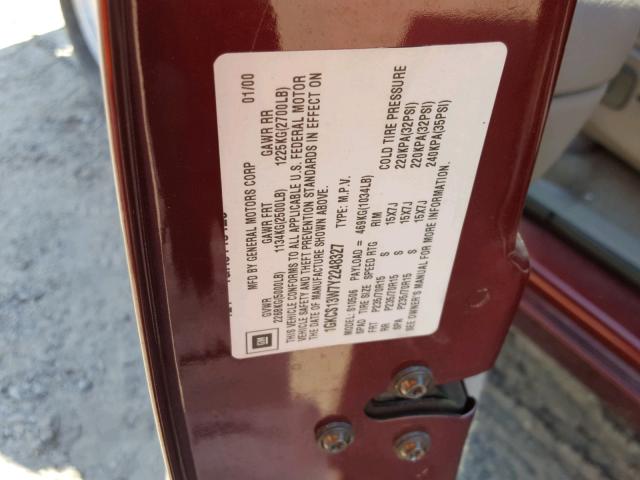 MFD BY GENERAL MOTORS CORP 01/00
GVWR GAWR FRT GAWR RR
2268KG(5000LB) 1134KG(2500LB) 1225KG(2700LB)
THIS VEHICLE CONFORMS TO ALL APPLICABLE U.S. FEDERAL MOTOR
VEHICLE SAFETY AND THEFT PREVENTION STANDARDS IN EFFECT ON
THE DATE OF MANUFACTURE SHOWN ABOVE.
1GKCS13W7Y2248327 TYPE: M.P.V.
MODEL: S10506 PAYLOAD = 469KG(1034LB)
SPAD TIRE SIZE SPEED RTG RIM COLD TIRE PRESSURE
FRT P235/70R15 S 15X7J 220KPA(32PSI)
RR P235/70R15 S 15X7J 220KPA(32PSI)
SPA P235/70R15 S 15X7J 240KPA(35PSI)
SEE OWNER'S MANUAL FOR MORE INFORMATION.
GM